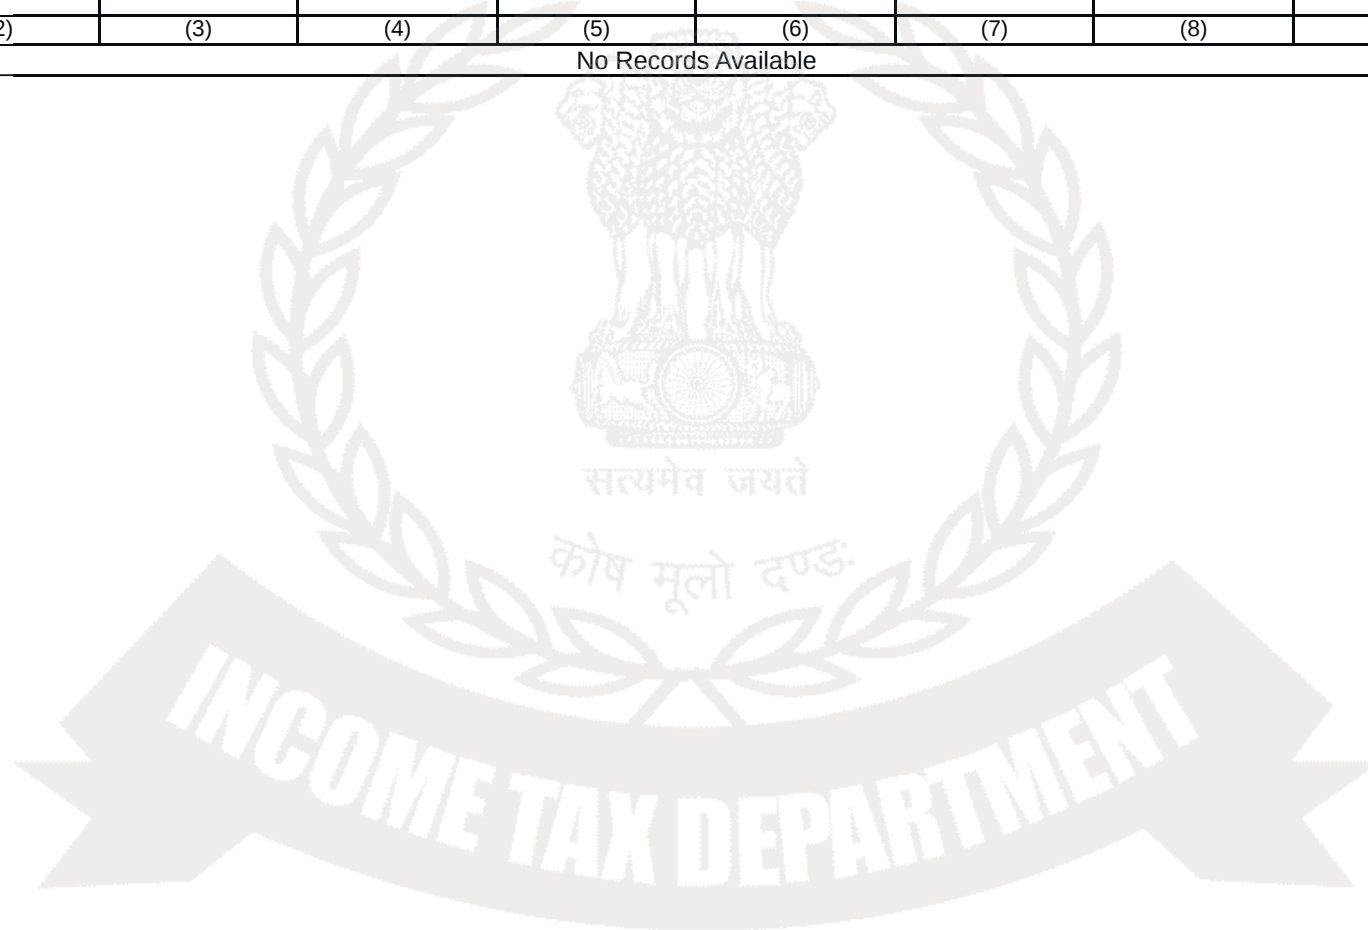 2) (3) (4) (5) (6) (7) (8)
No Records Available
सत्यमेव जयते
कोष मूलो दण्डः
INCOME TAX DEPARTMENT